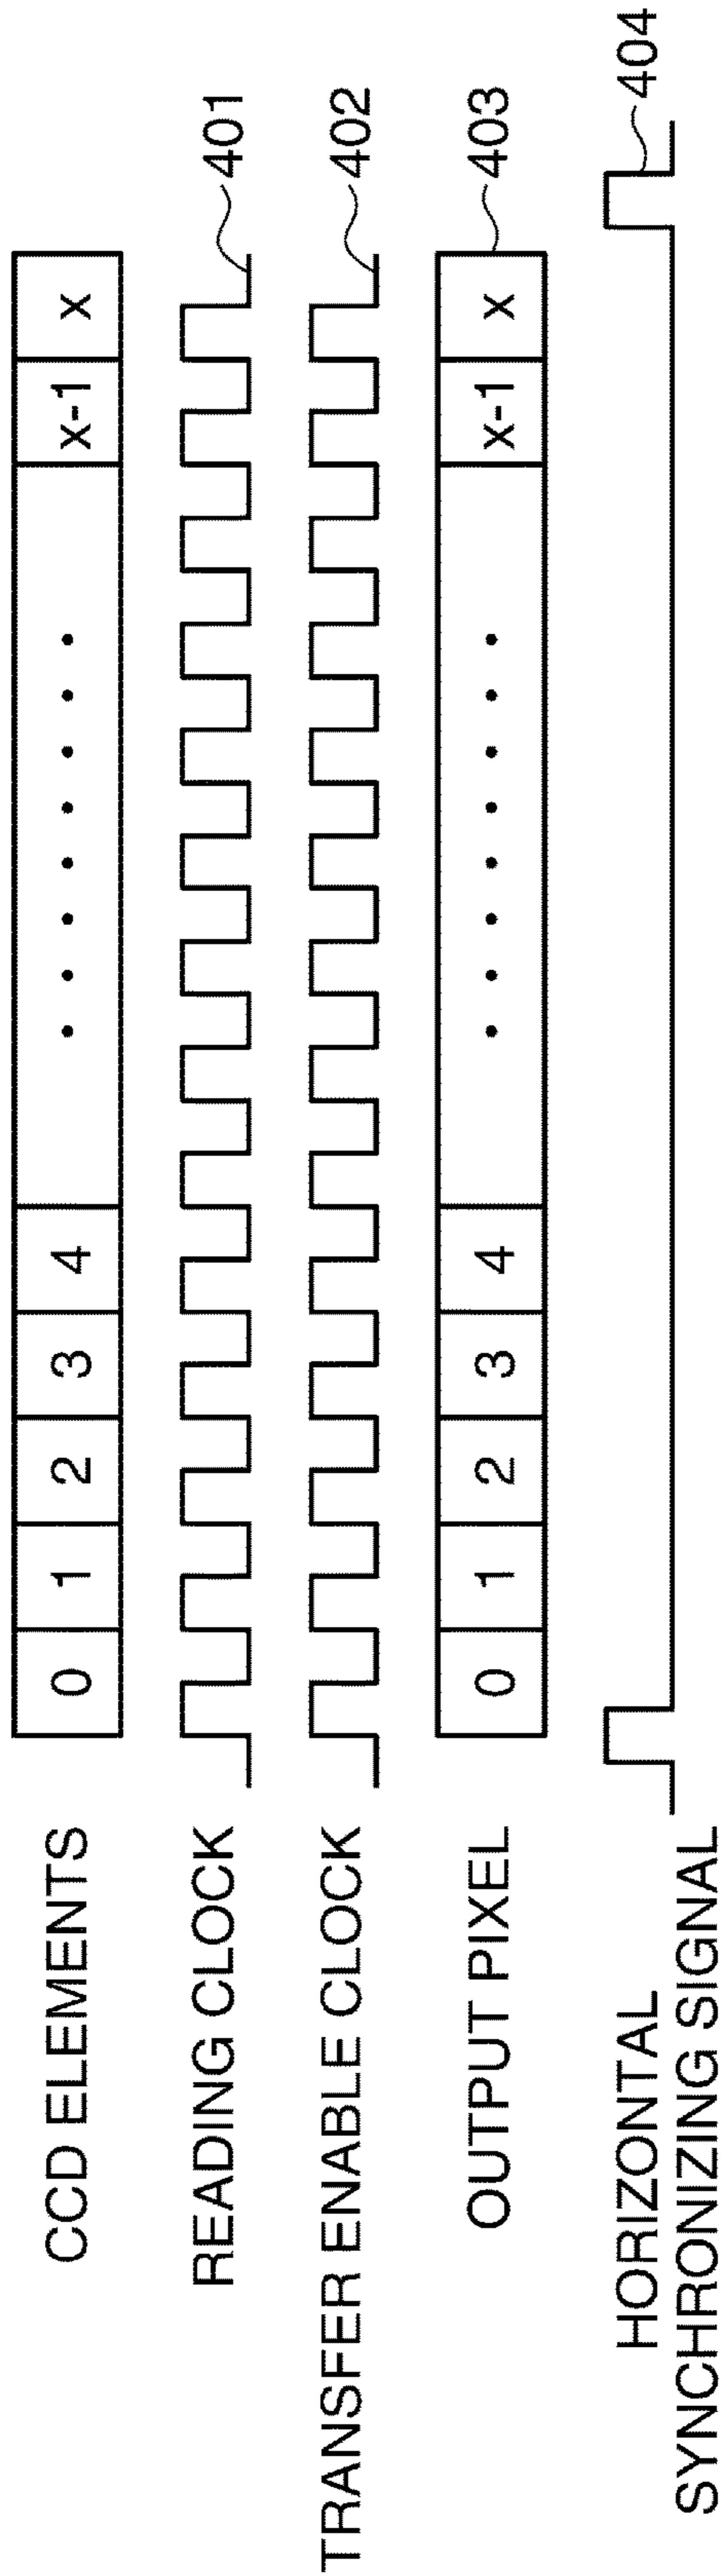 CCD ELEMENTS 0 1 2 3 4 • • • • • • • • x-1 x
READING CLOCK 401
TRANSFER ENABLE CLOCK 402
OUTPUT PIXEL 0 1 2 3 4 • • • • • • • • x-1 x 403
HORIZONTAL
SYNCHRONIZING SIGNAL 404